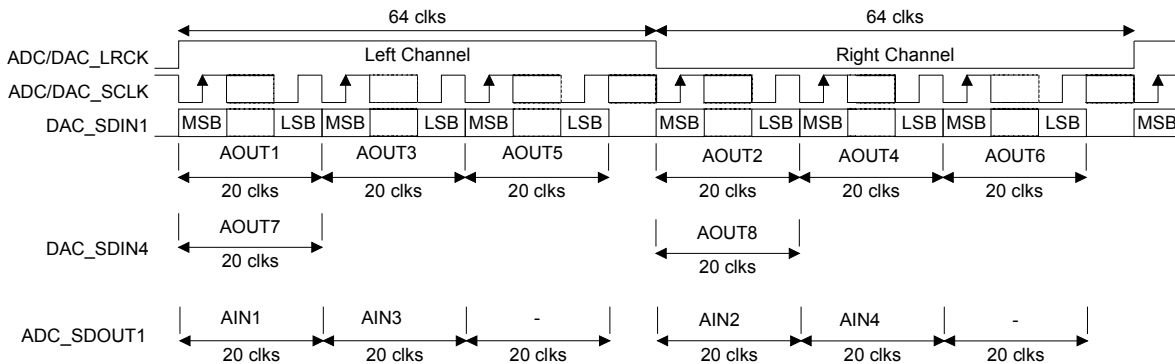 64 clks 64 clks
ADC/DAC_LRCK Left Channel Right Channel
ADC/DAC_SCLK
DAC_SDIN1 MSB LSB MSB LSB MSB LSB MSB LSB MSB LSB MSB LSB MSB
AOUT1 AOUT3 AOUT5 AOUT2 AOUT4 AOUT6
20 clks 20 clks 20 clks 20 clks 20 clks 20 clks
DAC_SDIN4 AOUT7 AOUT8
20 clks 20 clks
ADC_SDOUT1 AIN1 AIN3 - AIN2 AIN4 -
20 clks 20 clks 20 clks 20 clks 20 clks 20 clks